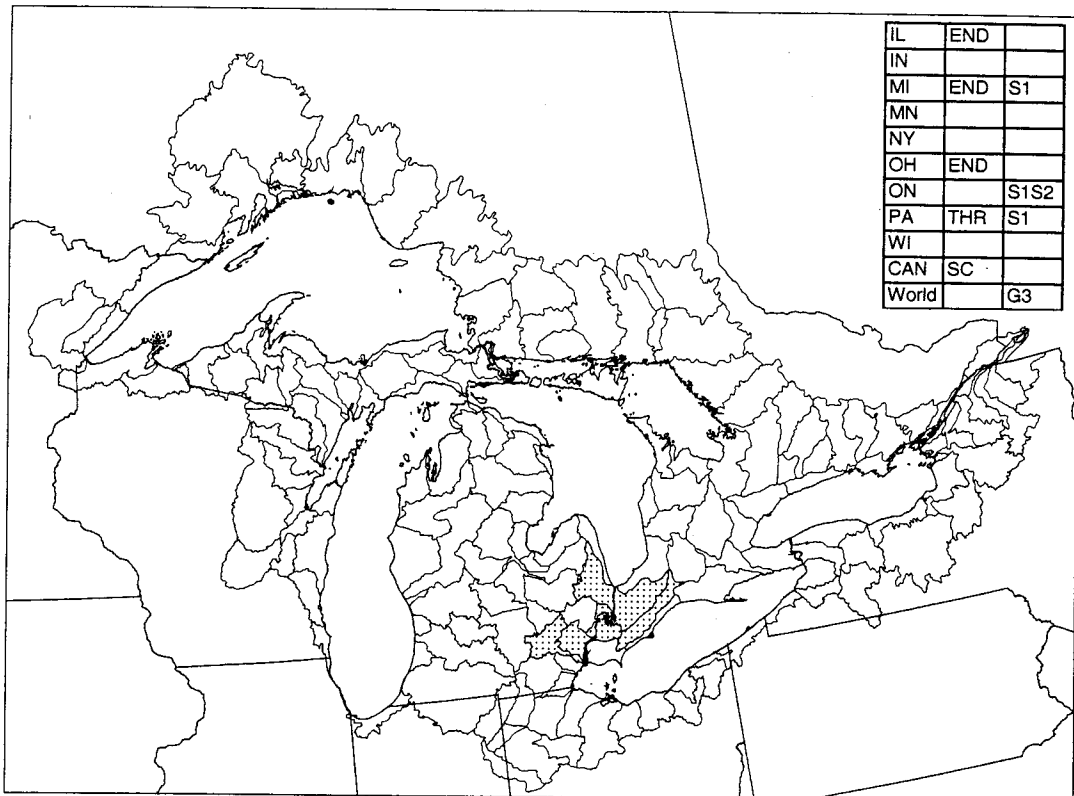 IL END
IN
MI END S1
MN
NY
OH END
ON S1S2
PA THR S1
WI
CAN SC
World G3